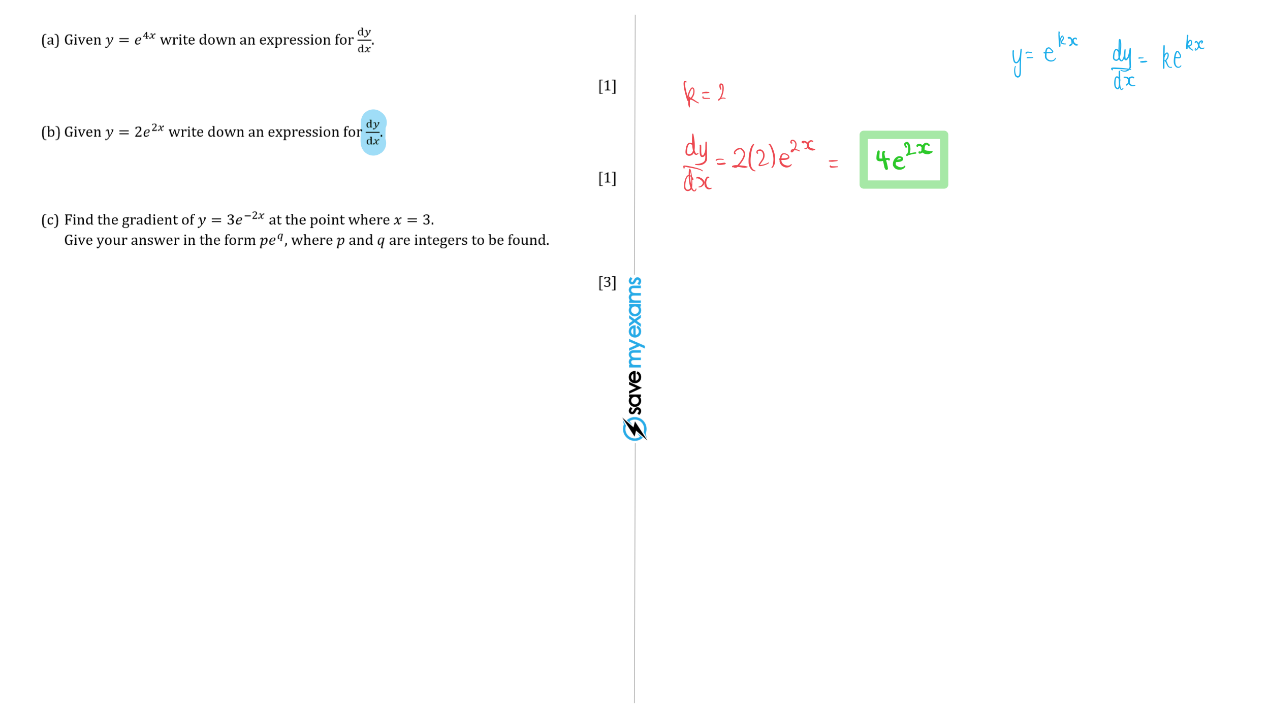 (a) Given y = e^{4x} write down an expression for dy/dx.
[1]
(b) Given y = 2e^{2x} write down an expression for dy/dx.
[1]
(c) Find the gradient of y = 3e^{−2x} at the point where x = 3.
Give your answer in the form pe^q, where p and q are integers to be found.
[3]
save my exams
y = e^{kx} dy/dx = ke^{kx}
k = 2
dy/dx = 2(2)e^{2x} = 4e^{2x}